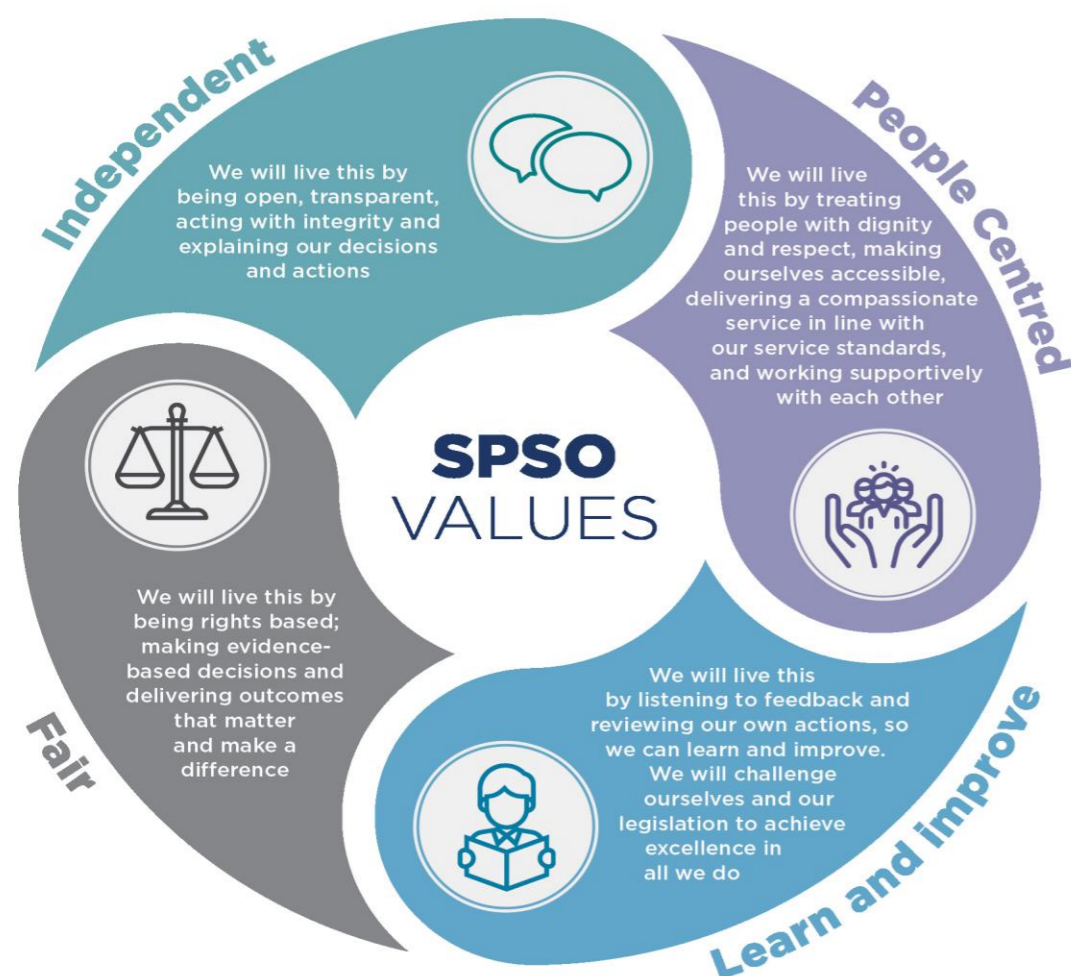 Independent
We will live this by
being open, transparent,
acting with integrity and
explaining our decisions
and actions
People Centred
We will live
this by treating
people with dignity
and respect, making
ourselves accessible,
delivering a compassionate
service in line with
our service standards,
and working supportively
with each other
SPSO
VALUES
Fair
We will live this by
being rights based;
making evidence-
based decisions and
delivering outcomes
that matter
and make a
difference
Learn and improve
We will live this
by listening to feedback and
reviewing our own actions, so
we can learn and improve.
We will challenge
ourselves and our
legislation to achieve
excellence in
all we do